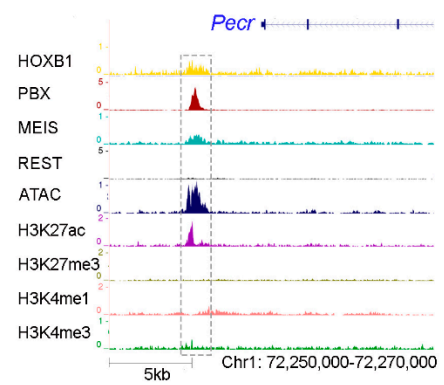 Pecr
1
HOXB1
0
5
PBX
0
1
MEIS
0
5
REST
1
ATAC
0
2
H3K27ac
0
2
H3K27me3
0
2
H3K4me1
0
1
H3K4me3
0
5kb
Chr1: 72,250,000-72,270,000